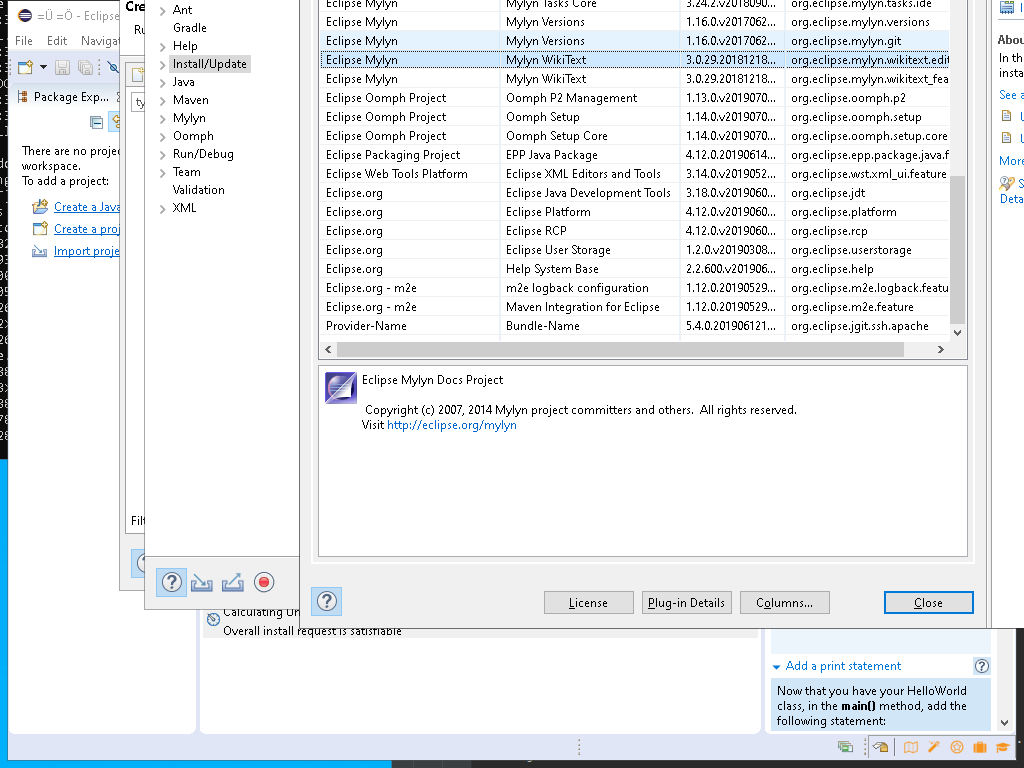 =Ü =Ö - Eclipse
File Edit Navigat
Package Exp...
There are no proje
workspace.
To add a project:
Create a Java
Create a proj
Import proje
Cre
Ru
ty
Filt
Ant
Gradle
Help
Install/Update
Java
Maven
Mylyn
Oomph
Run/Debug
Team
Validation
XML
Eclipse Mylyn Mylyn Tasks Core 3.24.2.v2018090... org.eclipse.mylyn.tasks.ide
Eclipse Mylyn Mylyn Versions 1.16.0.v2017062... org.eclipse.mylyn.versions
Eclipse Mylyn Mylyn Versions 1.16.0.v2017062... org.eclipse.mylyn.git
Eclipse Mylyn Mylyn WikiText 3.0.29.20181218... org.eclipse.mylyn.wikitext.edit
Eclipse Mylyn Mylyn WikiText 3.0.29.20181218... org.eclipse.mylyn.wikitext_fea
Eclipse Oomph Project Oomph P2 Management 1.13.0.v2019070... org.eclipse.oomph.p2
Eclipse Oomph Project Oomph Setup 1.14.0.v2019070... org.eclipse.oomph.setup
Eclipse Oomph Project Oomph Setup Core 1.14.0.v2019070... org.eclipse.oomph.setup.core
Eclipse Packaging Project EPP Java Package 4.12.0.20190614... org.eclipse.epp.package.java.f
Eclipse Web Tools Platform Eclipse XML Editors and Tools 3.14.0.v2019052... org.eclipse.wst.xml_ui.feature
Eclipse.org Eclipse Java Development Tools 3.18.0.v2019060... org.eclipse.jdt
Eclipse.org Eclipse Platform 4.12.0.v2019060... org.eclipse.platform
Eclipse.org Eclipse RCP 4.12.0.v2019060... org.eclipse.rcp
Eclipse.org Eclipse User Storage 1.2.0.v20190308... org.eclipse.userstorage
Eclipse.org Help System Base 2.2.600.v201906... org.eclipse.help
Eclipse.org - m2e m2e logback configuration 1.12.0.20190529... org.eclipse.m2e.logback.featu
Eclipse.org - m2e Maven Integration for Eclipse 1.12.0.20190529... org.eclipse.m2e.feature
Provider-Name Bundle-Name 5.4.0.201906121... org.eclipse.jgit.ssh.apache
Eclipse Mylyn Docs Project
Copyright (c) 2007, 2014 Mylyn project committers and others. All rights reserved.
Visit http://eclipse.org/mylyn
License Plug-in Details Columns... Close
Abou
In th
insta
See a
More
S
Deta
Calculating
Overall install request is satisfiable
Add a print statement
Now that you have your HelloWorld
class, in the main() method, add the
following statement: